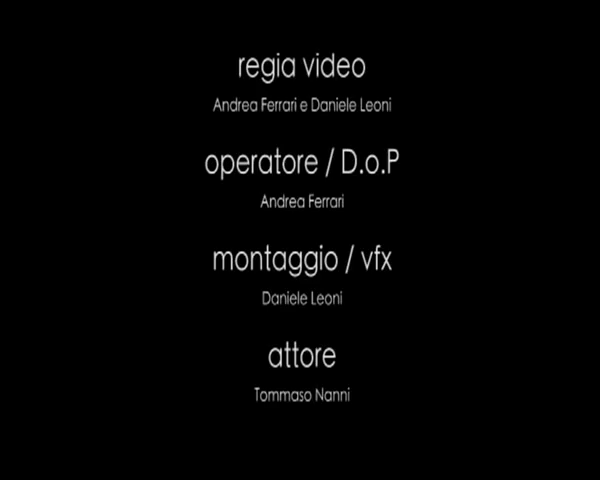 regia video
Andrea Ferrari e Daniele Leoni
operatore / D.o.P
Andrea Ferrari
montaggio / vfx
Daniele Leoni
attore
Tommaso Nanni